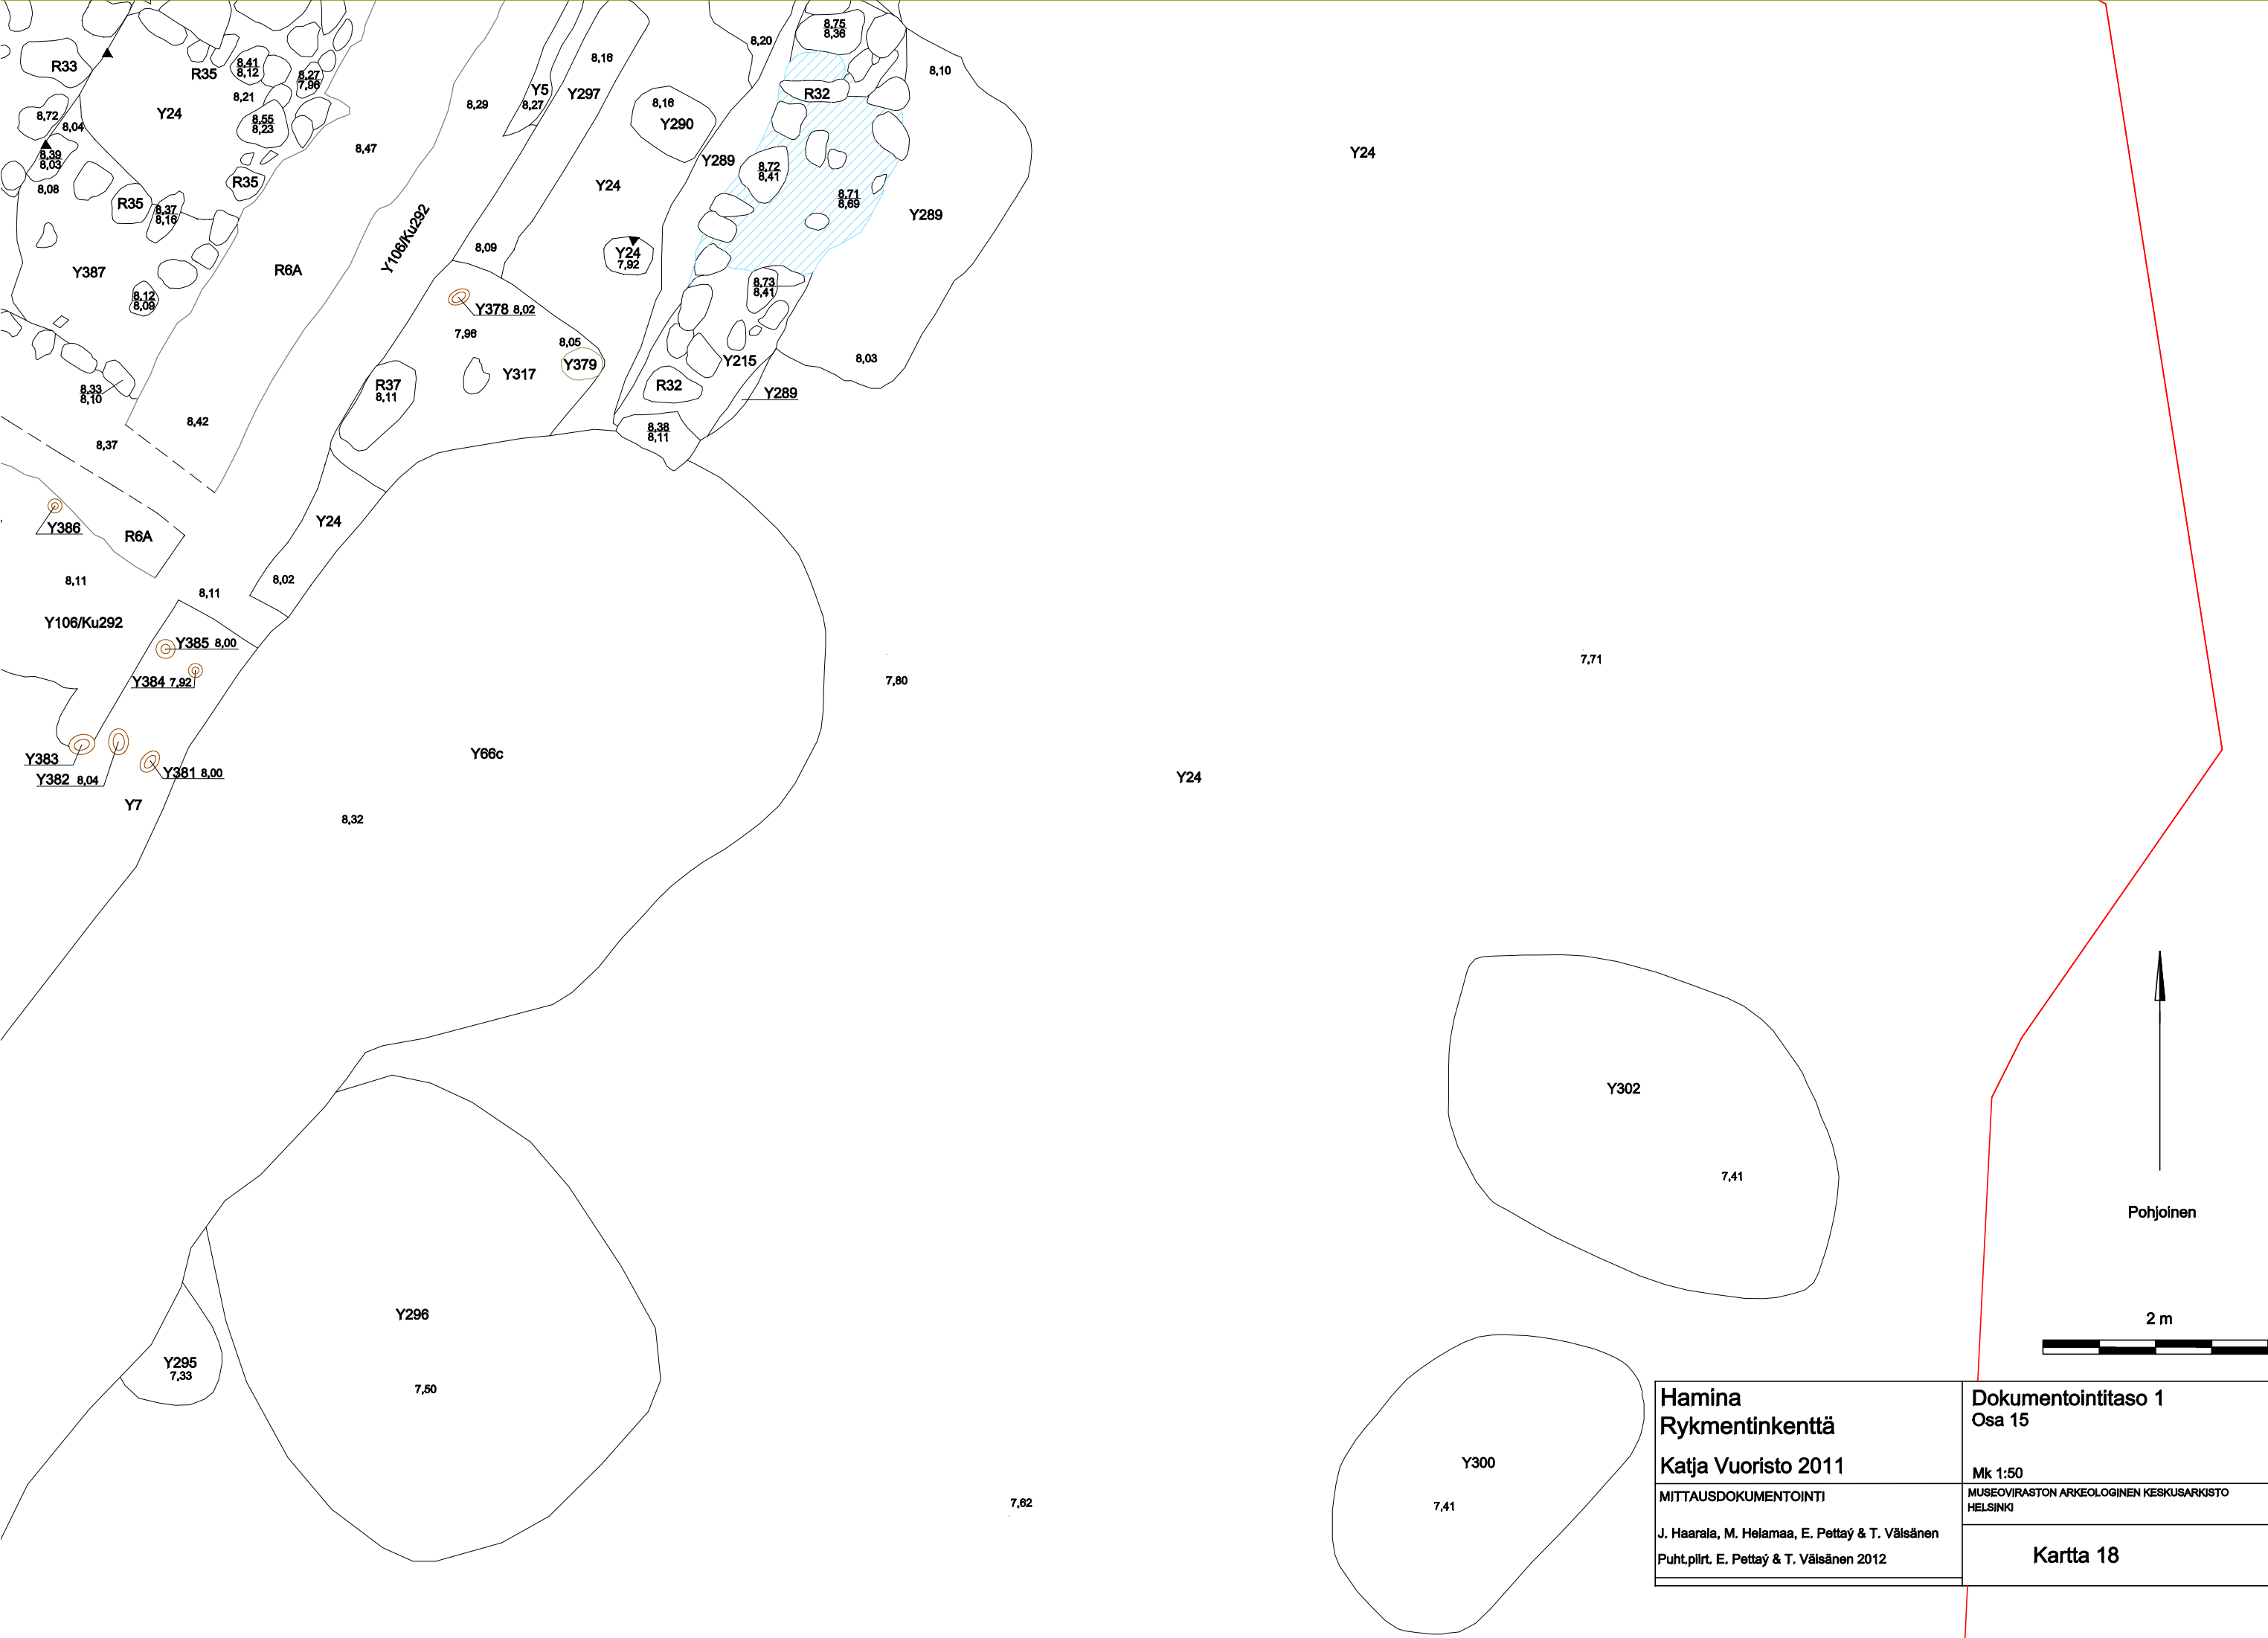 8.75
8,36
8,20
8,16
8,10
R33
R35
8.41
8,12
8.27
7,96
8,21
Y5
8,27
Y297
8,29
R32
8,16
Y290
8,72
8,04
Y24
8.55
8,23
8,47
Y24
8.39
8,03
8,08
Y289
8.72
8,41
R35
Y24
R35
8.37
8,16
8.71
8,69
Y289
Y106/Ku292
8,09
Y24
7,92
Y387
R6A
8.12
8,09
8.73
8,41
Y378 8,02
7,96
8,05
Y379
Y317
Y215
8,03
R37
8,11
R32
Y289
8.33
8,10
8,42
8.38
8,11
8,37
Y386
R6A
Y24
8,11
8,02
8,11
Y106/Ku292
Y385 8,00
Y384 7,92
7,71
7,80
Y383
Y382 8,04
Y381 8,00
Y66c
Y24
Y7
8,32
Y302
7,41
Pohjoinen
Y296
2 m
Y295
7,33
7,50
Y300
7,41
7,62
Hamina
Rykmentinkenttä
Katja Vuoristo 2011
Dokumentointitaso 1
Osa 15
Mk 1:50
MITTAUSDOKUMENTOINTI
J. Haarala, M. Helamaa, E. Pettaý & T. Väisänen
Puht.piirt. E. Pettaý & T. Väisänen 2012
MUSEOVIRASTON ARKEOLOGINEN KESKUSARKISTO
HELSINKI
Kartta 18